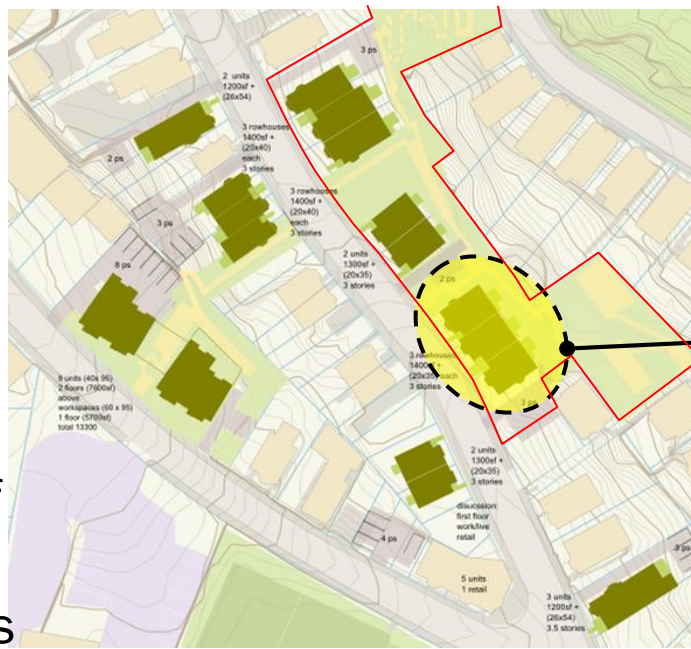 3 ps
2 units
1200sf +
(26x54)
3 rowhouses
1400sf +
(20x40)
each
3 stories
2 ps
3 rowhouses
1400sf +
(20x40)
each
3 stories
3 ps
8 ps
2 units
1300sf +
(20x35)
3 stories
2 ps
3 rowhouses
1400sf +
(20x35) each
3 stories
3 ps
8 units (40x 95)
2 floors (7600sf)
above
workspaces (60 x 95)
1 floor (5700sf)
total 13300
2 units
1300sf +
(20x35)
3 stories
disucssion:
first floor
work/live
retail
4 ps
5 units
1 retail
3 ps
3 units
1200sf +
(26x54)
3.5 stories
S